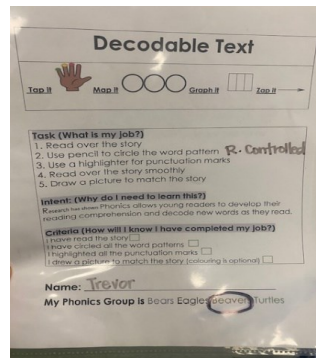 Decodable Text
Tap It Map It Graph it Zap it
Task (What is my job?)
1. Read over the story
2. Use pencil to circle the word pattern R. Controlled
3. Use a highlighter for punctuation marks
4. Read over the story smoothly
5. Draw a picture to match the story
Intent: (Why do I need to learn this?)
Research has shown Phonics allows young readers to develop their
reading comprehension and decode new words as they read.
Criteria (How will I know I have completed my job?)
I have read the story
I have circled all the word patterns
I highlighted all the punctuation marks
I drew a picture to match the story (colouring is optional)
Name: Trevor
My Phonics Group is Bears Eagles Beavers Turtles